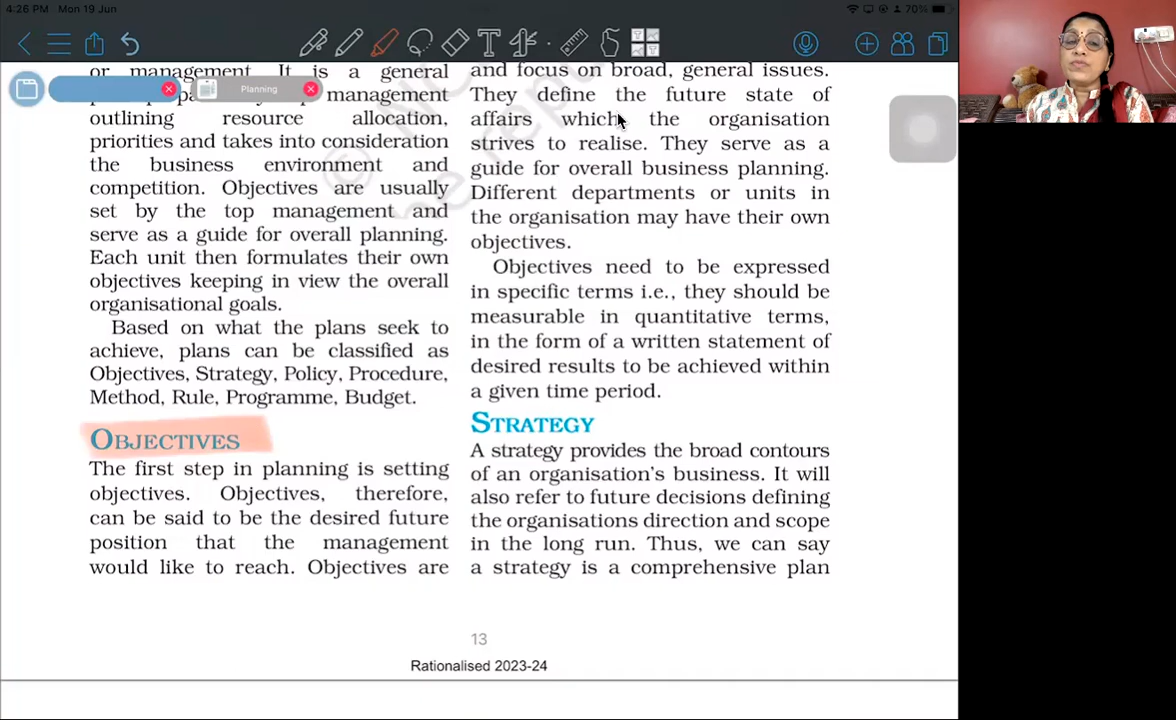 4:26 PM Mon 19 Jun
70%
Planning
or management. It is a general
management
outlining resource allocation,
priorities and takes into consideration
the business environment and
competition. Objectives are usually
set by the top management and
serve as a guide for overall planning.
Each unit then formulates their own
objectives keeping in view the overall
organisational goals.
Based on what the plans seek to
achieve, plans can be classified as
Objectives, Strategy, Policy, Procedure,
Method, Rule, Programme, Budget.
OBJECTIVES
The first step in planning is setting
objectives. Objectives, therefore,
can be said to be the desired future
position that the management
would like to reach. Objectives are
and focus on broad, general issues.
They define the future state of
affairs which the organisation
strives to realise. They serve as a
guide for overall business planning.
Different departments or units in
the organisation may have their own
objectives.
Objectives need to be expressed
in specific terms i.e., they should be
measurable in quantitative terms,
in the form of a written statement of
desired results to be achieved within
a given time period.
STRATEGY
A strategy provides the broad contours
of an organisation's business. It will
also refer to future decisions defining
the organisations direction and scope
in the long run. Thus, we can say
a strategy is a comprehensive plan
13
Rationalised 2023-24